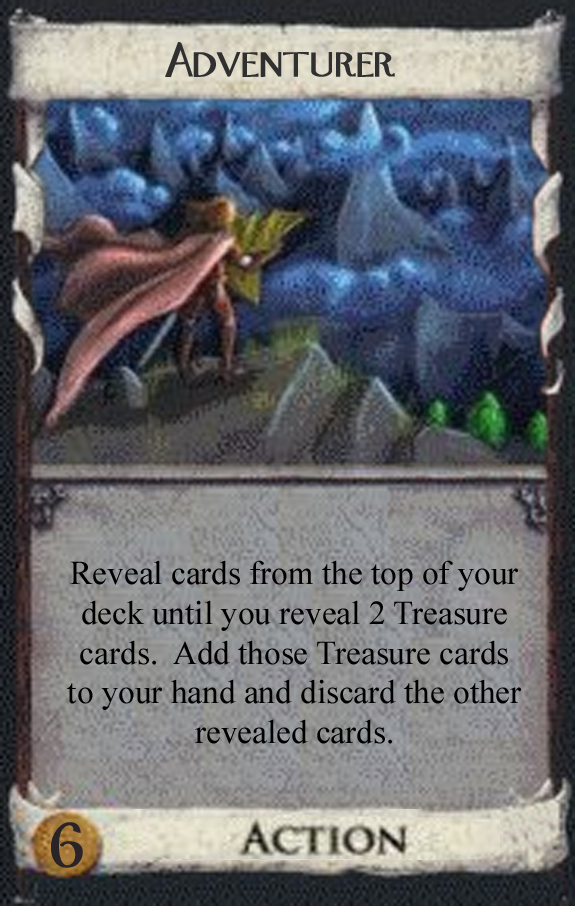 ADVENTURER
Reveal cards from the top of your
deck until you reveal 2 Treasure
cards.  Add those Treasure cards
to your hand and discard the other
revealed cards.
6
ACTION